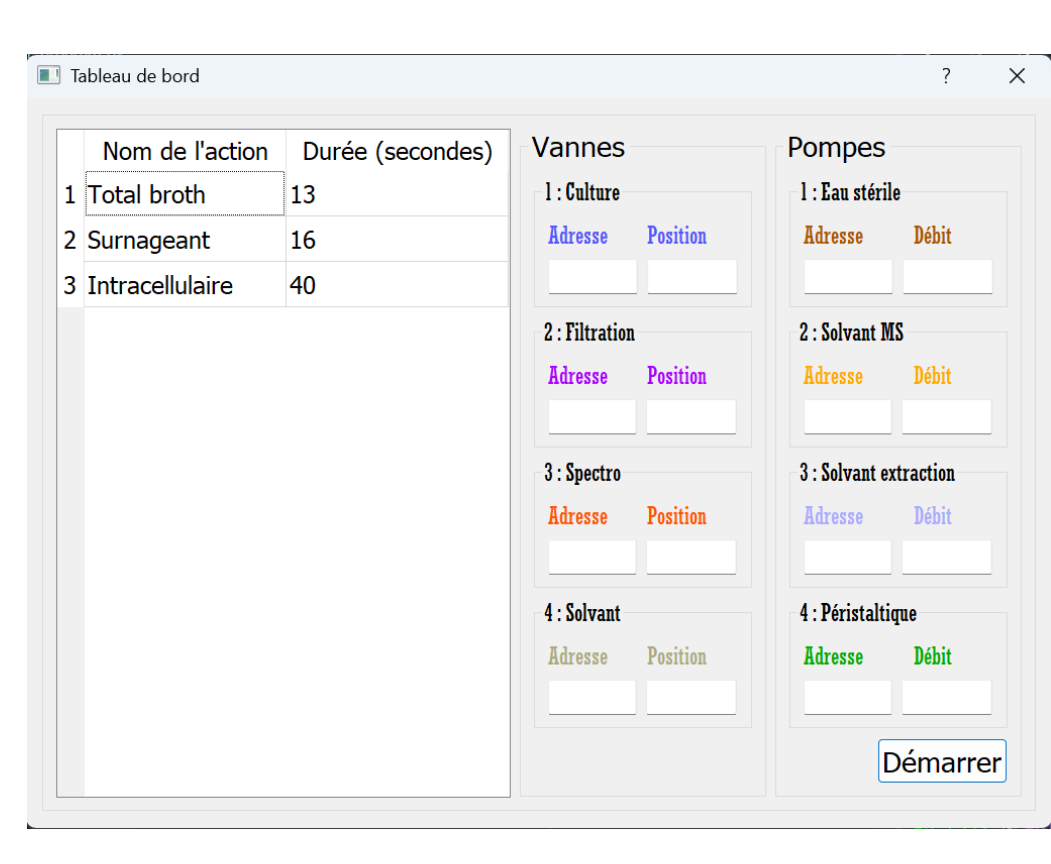 Tableau de bord ?
Nom de l'action Durée (secondes)
1 Total broth 13
2 Surnageant 16
3 Intracellulaire 40
Vannes
1 : Culture
Adresse Position
2 : Filtration
Adresse Position
3 : Spectro
Adresse Position
4 : Solvant
Adresse Position
Pompes
1 : Eau stérile
Adresse Débit
2 : Solvant MS
Adresse Débit
3 : Solvant extraction
Adresse Débit
4 : Péristaltique
Adresse Débit
Démarrer